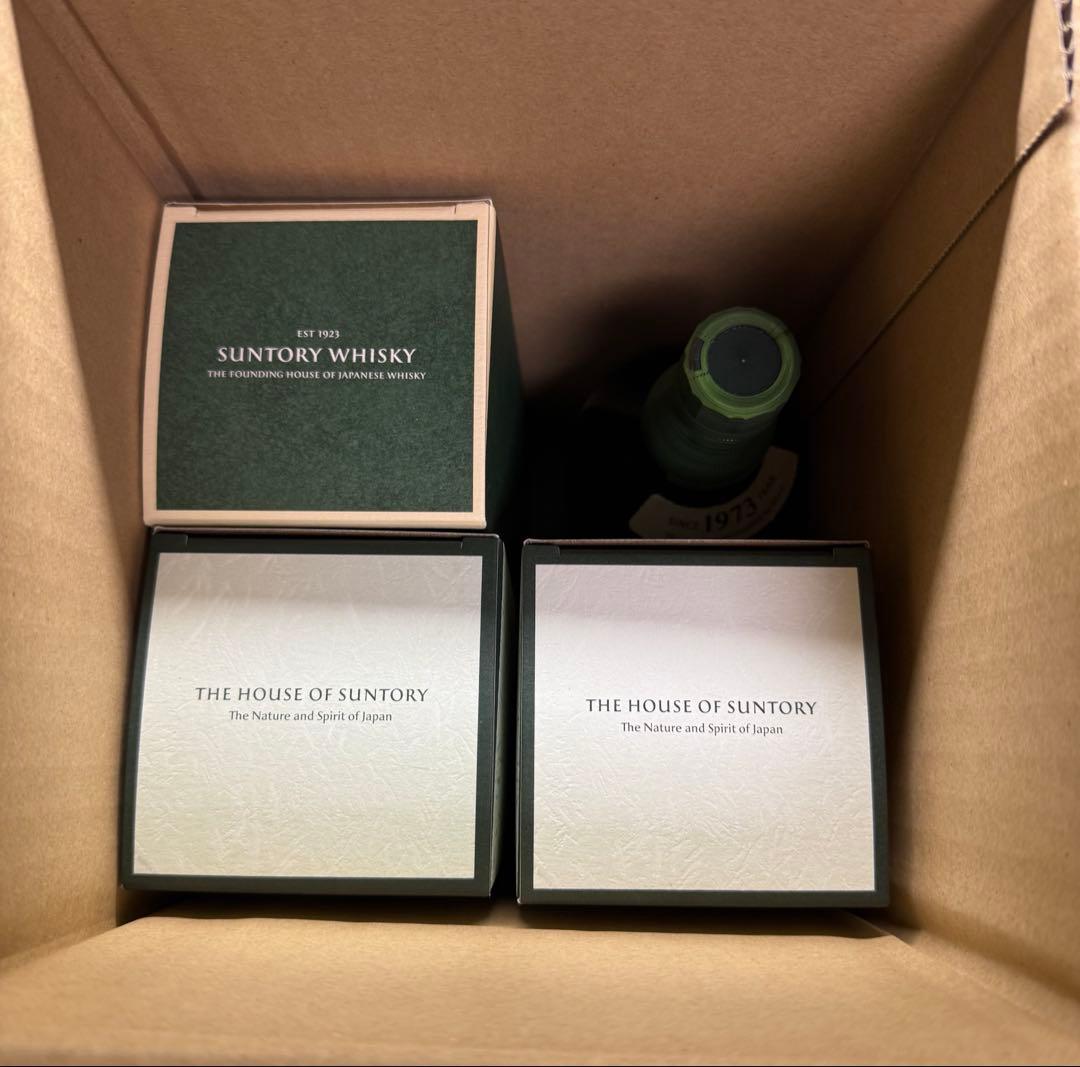 EST 1923
SUNTORY WHISKY
THE FOUNDING HOUSE OF JAPANESE WHISKY
SINCE 1973 YEAR
THE HOUSE OF SUNTORY
The Nature and Spirit of Japan
THE HOUSE OF SUNTORY
The Nature and Spirit of Japan